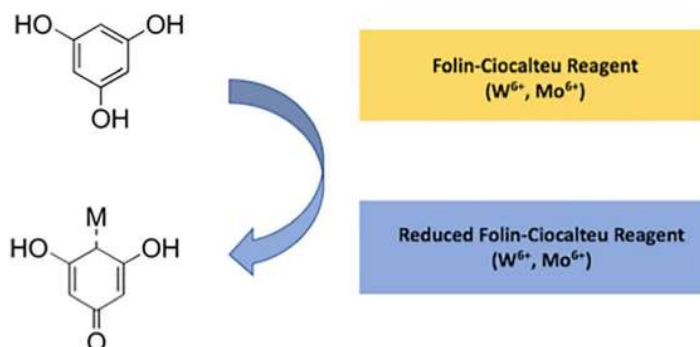 HO OH
OH
Folin-Ciocalteu Reagent
(W⁶⁺, Mo⁶⁺)
M
HO OH
O
Reduced Folin-Ciocalteu Reagent
(W⁶⁺, Mo⁶⁺)